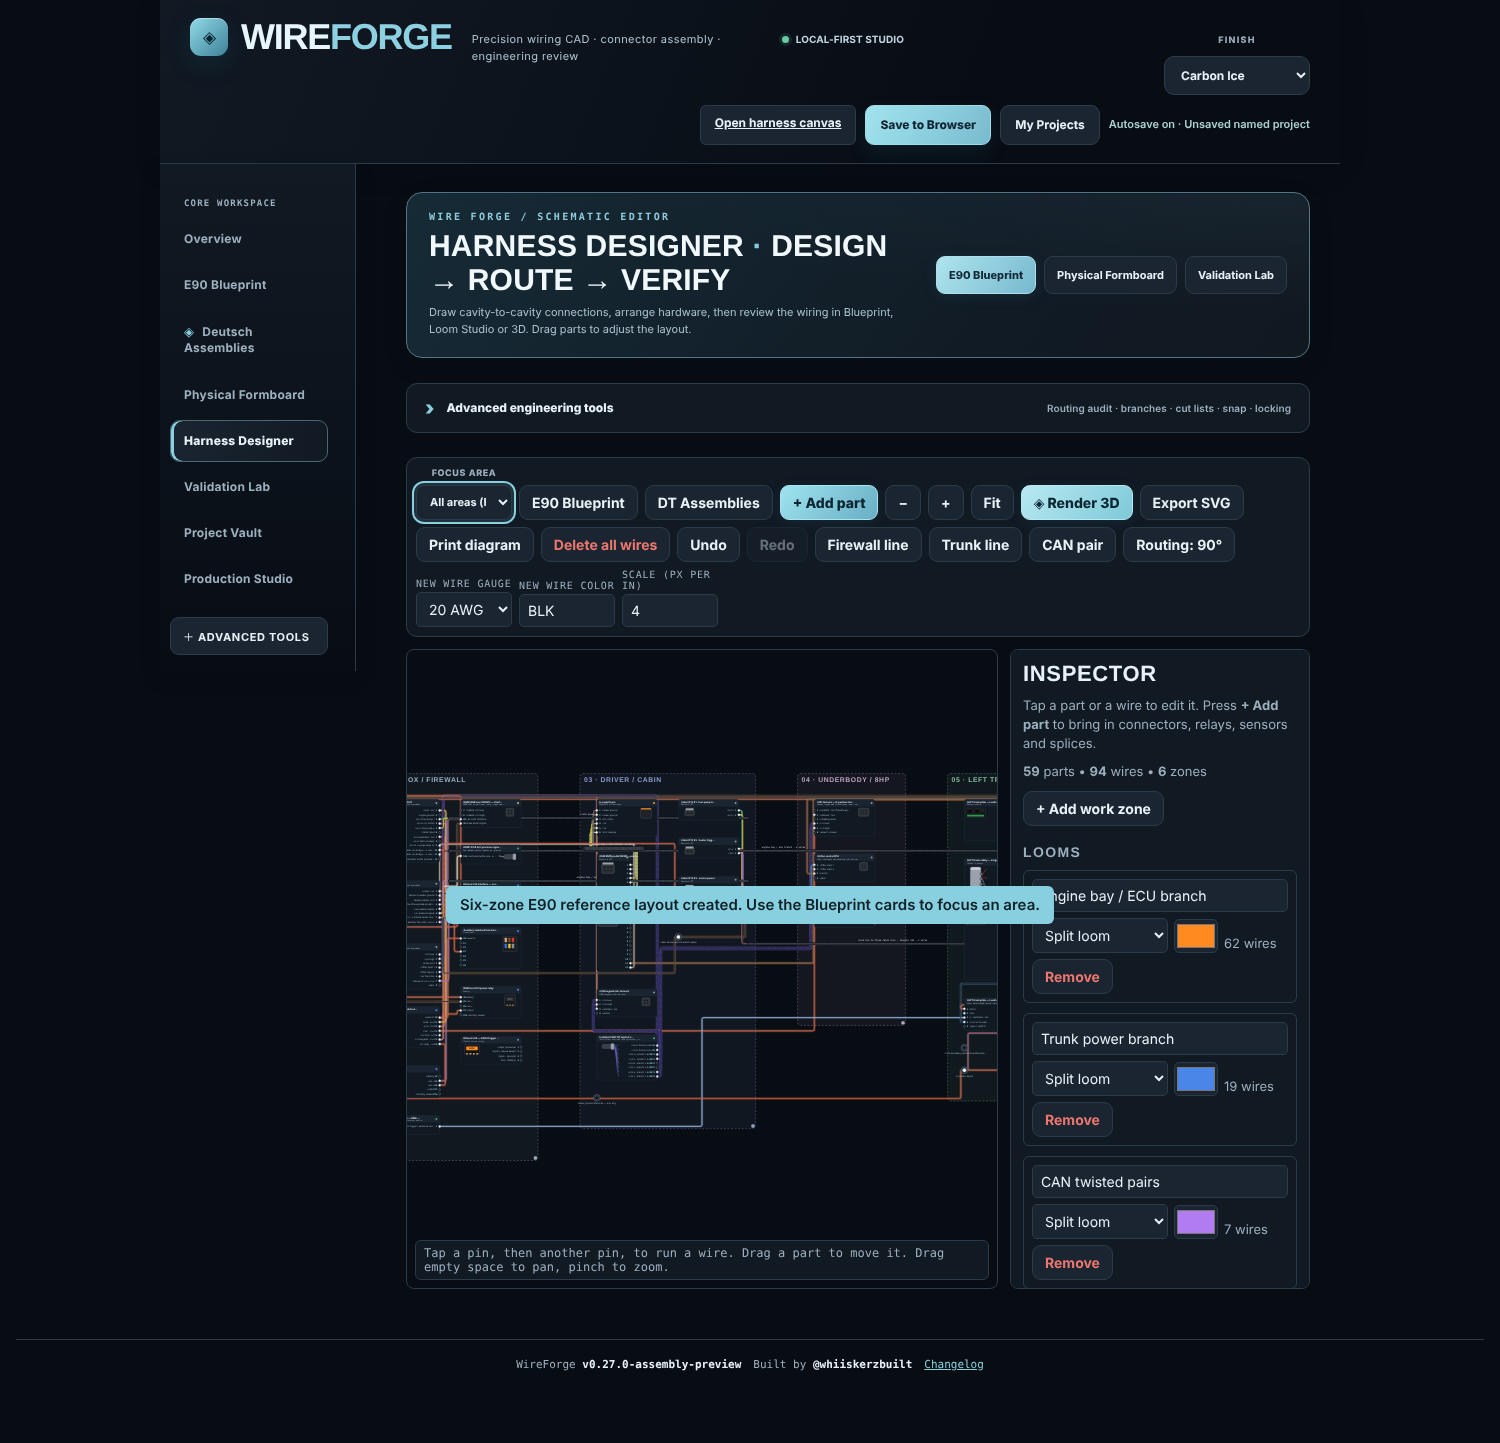 WIREFORGE
Precision wiring CAD · connector assembly ·
engineering review
LOCAL-FIRST STUDIO
FINISH
Carbon Ice
Open harness canvas
Save to Browser
My Projects
Autosave on · Unsaved named project
CORE WORKSPACE
Overview
E90 Blueprint
◈ Deutsch
Assemblies
Physical Formboard
Harness Designer
Validation Lab
Project Vault
Production Studio
+ ADVANCED TOOLS
WIRE FORGE / SCHEMATIC EDITOR
HARNESS DESIGNER · DESIGN
→ ROUTE → VERIFY
Draw cavity-to-cavity connections, arrange hardware, then review the wiring in Blueprint,
Loom Studio or 3D. Drag parts to adjust the layout.
E90 Blueprint
Physical Formboard
Validation Lab
Advanced engineering tools
Routing audit · branches · cut lists · snap · locking
FOCUS AREA
All areas (I
E90 Blueprint
DT Assemblies
+ Add part
−
+
Fit
◈ Render 3D
Export SVG
Print diagram
Delete all wires
Undo
Redo
Firewall line
Trunk line
CAN pair
Routing: 90°
NEW WIRE GAUGE
20 AWG
NEW WIRE COLOR
BLK
SCALE (PX PER
IN)
4
OX / FIREWALL
03 · DRIVER / CABIN
04 · UNDERBODY / 8HP
05 · LEFT
Six-zone E90 reference layout created. Use the Blueprint cards to focus an area.
Tap a pin, then another pin, to run a wire. Drag a part to move it. Drag
empty space to pan, pinch to zoom.
INSPECTOR
Tap a part or a wire to edit it. Press + Add
part to bring in connectors, relays, sensors
and splices.
59 parts • 94 wires • 6 zones
+ Add work zone
LOOMS
ngine bay / ECU branch
Split loom
62 wires
Remove
Trunk power branch
Split loom
19 wires
Remove
CAN twisted pairs
Split loom
7 wires
Remove
WireForge v0.27.0-assembly-preview Built by @whiiskerzbuilt Changelog